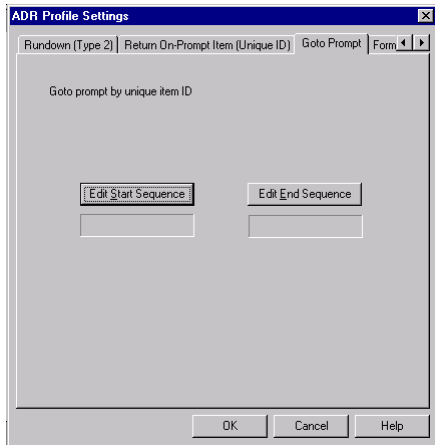 ADR Profile Settings
Rundown (Type 2) Return On-Prompt Item (Unique ID) Goto Prompt Form
Goto prompt by unique item ID
Edit Start Sequence Edit End Sequence
OK Cancel Help